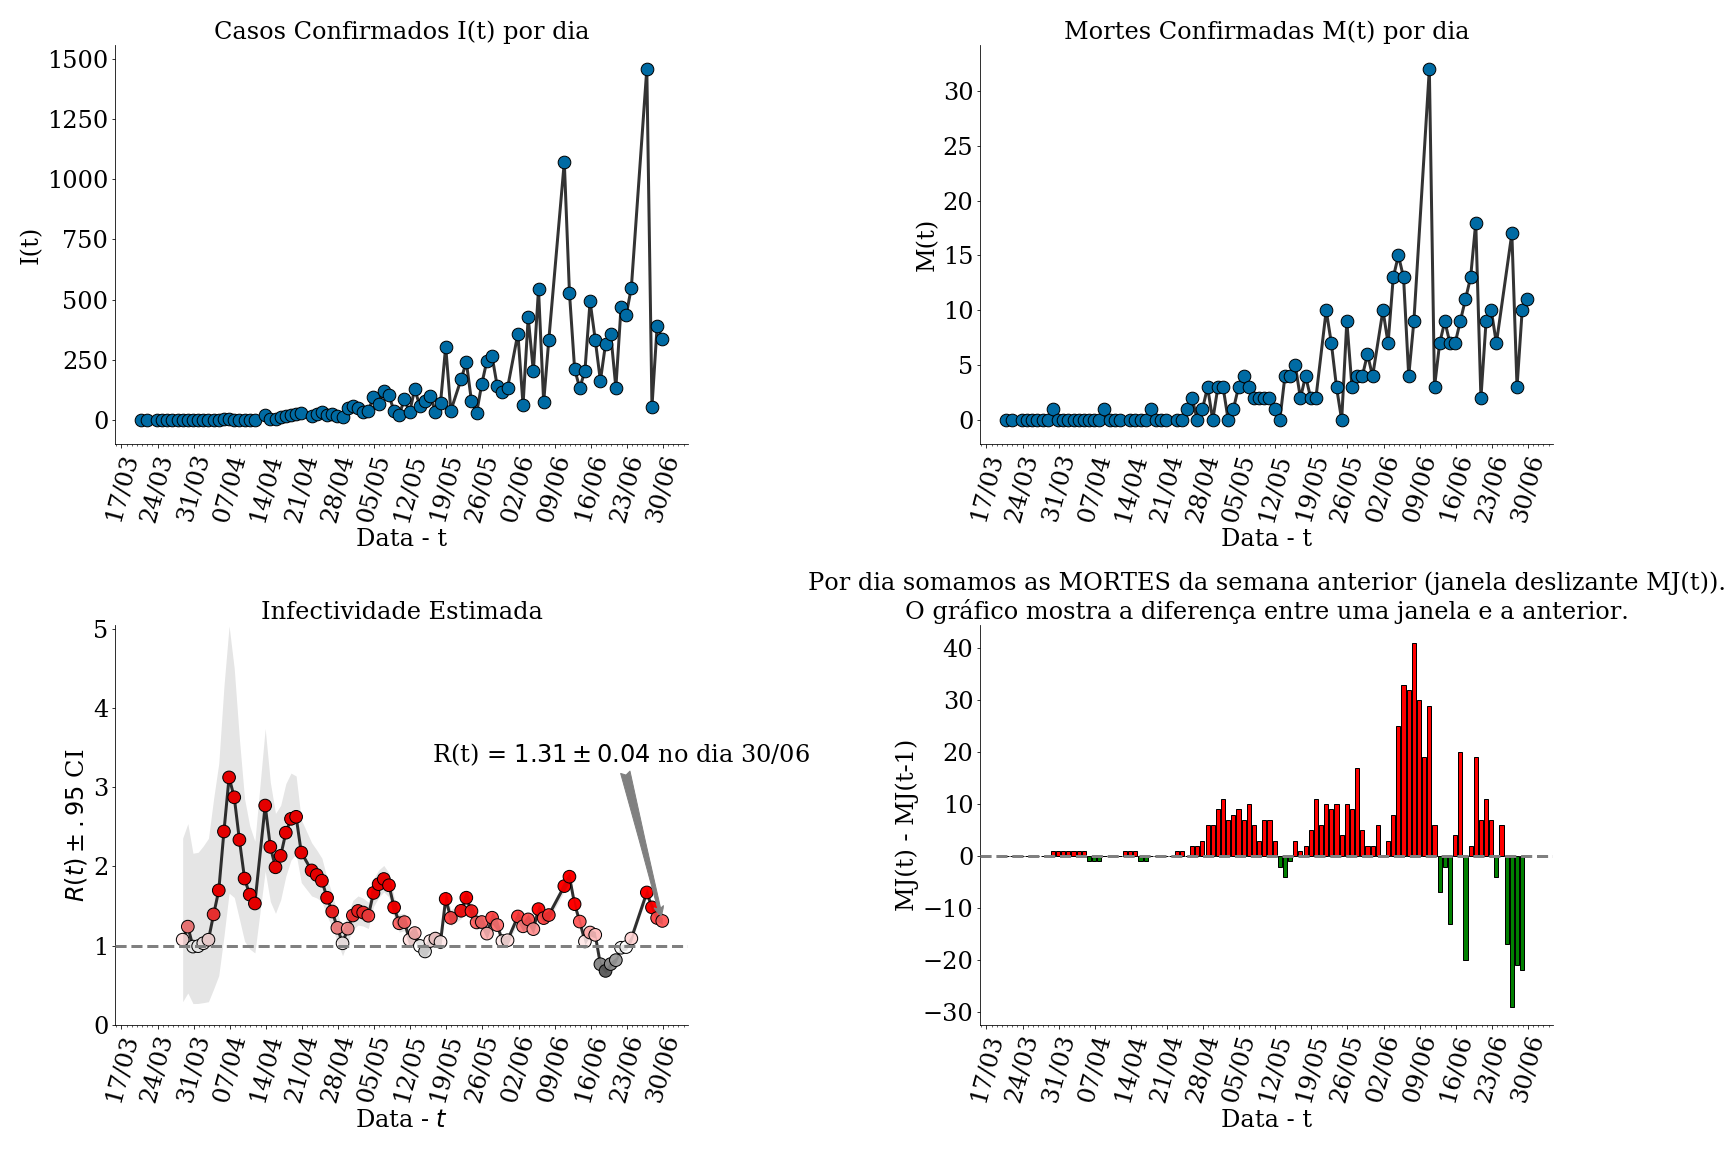 Casos Confirmados I(t) por dia
I(t)
1500
1250
1000
750
500
250
0
17/03 24/03 31/03 07/04 14/04 21/04 28/04 05/05 12/05 19/05 26/05 02/06 09/06 16/06 23/06 30/06
Data - t
Mortes Confirmadas M(t) por dia
M(t)
30
25
20
15
10
5
0
17/03 24/03 31/03 07/04 14/04 21/04 28/04 05/05 12/05 19/05 26/05 02/06 09/06 16/06 23/06 30/06
Data - t
Infectividade Estimada
R(t) ± .95 CI
5
4
3
2
1
0
R(t) = 1.31 ± 0.04 no dia 30/06
17/03 24/03 31/03 07/04 14/04 21/04 28/04 05/05 12/05 19/05 26/05 02/06 09/06 16/06 23/06 30/06
Data - t
Por dia somamos as MORTES da semana anterior (janela deslizante MJ(t)).
O gráfico mostra a diferença entre uma janela e a anterior.
MJ(t) - MJ(t-1)
40
30
20
10
0
−10
−20
−30
17/03 24/03 31/03 07/04 14/04 21/04 28/04 05/05 12/05 19/05 26/05 02/06 09/06 16/06 23/06 30/06
Data - t